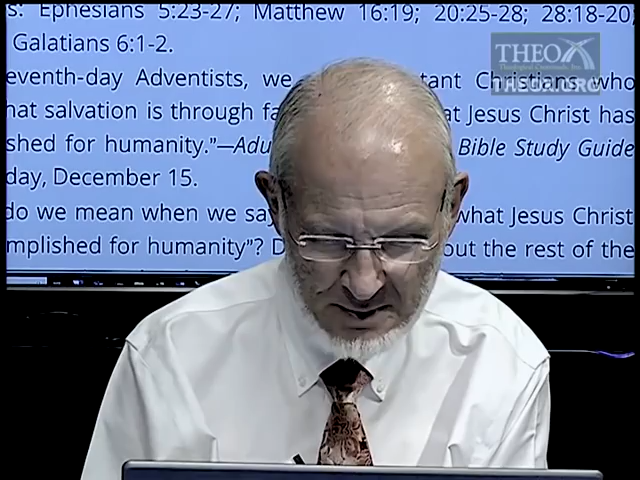 s: Ephesians 5:23-27; Matthew 16:19; 20:25-28; 28:18-20;
Galatians 6:1-2.
THEO
THEOX.ORG
eventh-day Adventists, we tant Christians who
hat salvation is through fa at Jesus Christ has
shed for humanity."—Adu Bible Study Guide
day, December 15.
do we mean when we say what Jesus Christ
mplished for humanity"? D out the rest of the